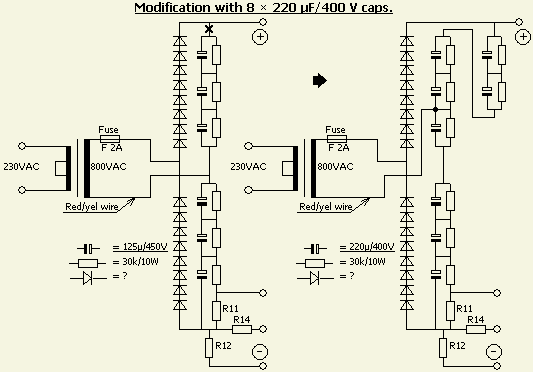 Modification with 8 × 220 µF/400 V caps.
Fuse
F 2A
230VAC
800VAC
Red/yel wire
= 125µ/450V
= 30k/10W
= ?
R11
R14
R12
Fuse
F 2A
230VAC
800VAC
Red/yel wire
= 220µ/400V
= 30k/10W
= ?
R11
R14
R12